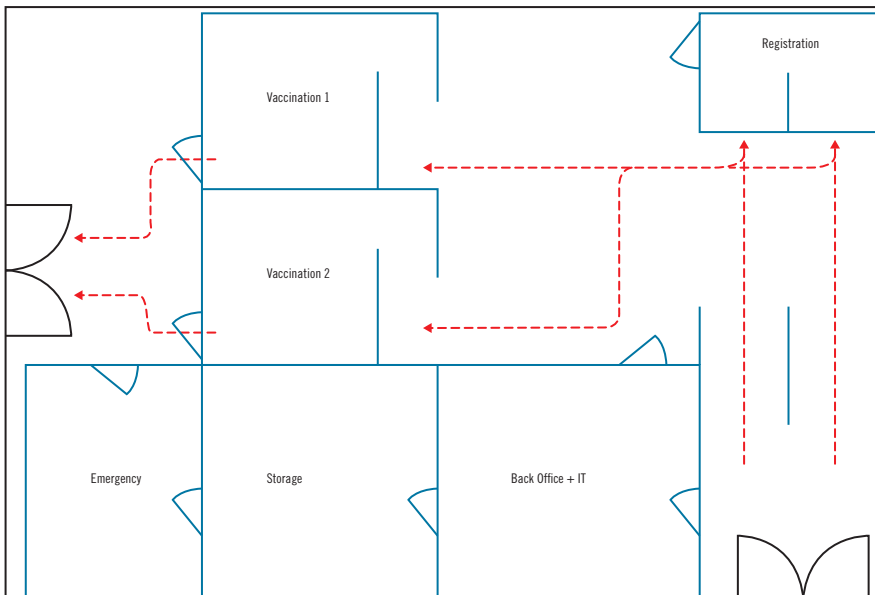 Registration
Vaccination 1
Vaccination 2
Emergency
Storage
Back Office + IT